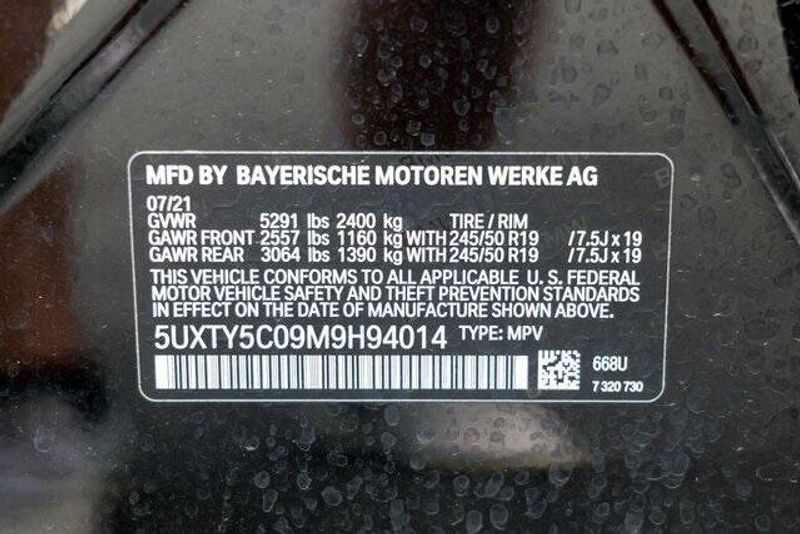 MFD BY BAYERISCHE MOTOREN WERKE AG
07/21
GVWR 5291 lbs 2400 kg TIRE / RIM
GAWR FRONT 2557 lbs 1160 kg WITH 245/50 R19 /7.5J x 19
GAWR REAR 3064 lbs 1390 kg WITH 245/50 R19 /7.5J x 19
THIS VEHICLE CONFORMS TO ALL APPLICABLE U. S. FEDERAL
MOTOR VEHICLE SAFETY AND THEFT PREVENTION STANDARDS
IN EFFECT ON THE DATE OF MANUFACTURE SHOWN ABOVE.
5UXTY5C09M9H94014 TYPE: MPV
668U
7 320 730